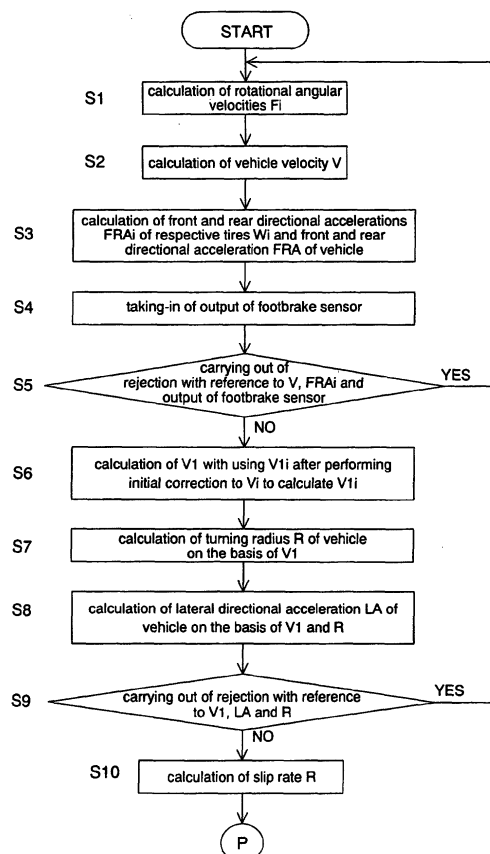 START
S1
calculation of rotational angular
velocities Fi
S2
calculation of vehicle velocity V
S3
calculation of front and rear directional accelerations
FRAi of respective tires Wi and front and rear
directional acceleration FRA of vehicle
S4
taking-in of output of footbrake sensor
S5
carrying out of
rejection with reference to V, FRAi and
output of footbrake sensor
YES
NO
S6
calculation of V1 with using V1i after performing
initial correction to Vi to calculate V1i
S7
calculation of turning radius R of vehicle
on the basis of V1
S8
calculation of lateral directional acceleration LA of
vehicle on the basis of V1 and R
S9
carrying out of rejection with reference
to V1, LA and R
YES
NO
S10
calculation of slip rate R
P